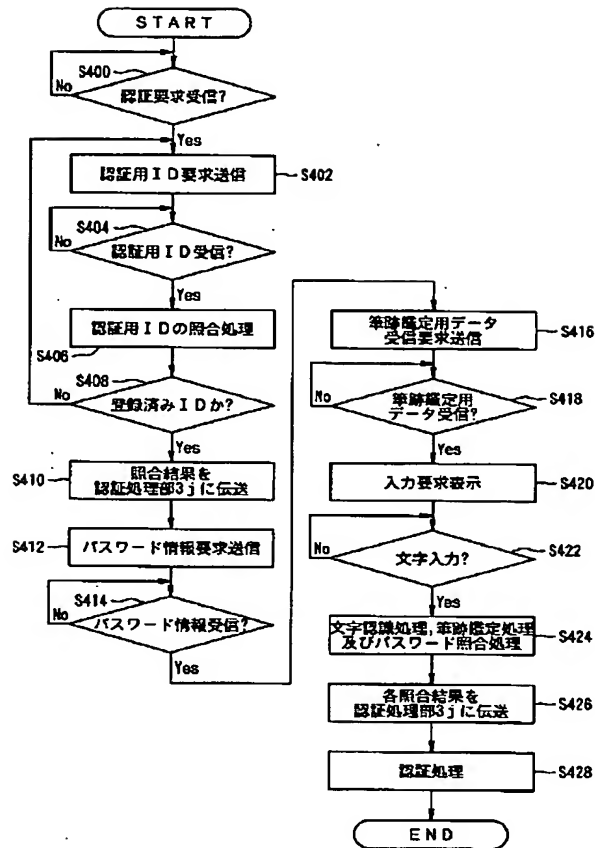 START
S400
認証要求受信?
No
Yes
認証用ID要求送信
S402
S404
認証用ID受信?
No
Yes
認証用IDの照合処理
S406
S408
登録済みIDか?
No
Yes
S410
照合結果を
認証処理部3jに伝送
S412
パスワード情報要求送信
S414
パスワード情報受信?
No
Yes
筆跡鑑定用データ
受信要求送信
S416
筆跡鑑定用
データ受信?
S418
No
Yes
入力要求表示
S420
文字入力?
S422
No
Yes
文字認識処理,筆跡鑑定処理
及びパスワード照合処理
S424
各照合結果を
認証処理部3jに伝送
S426
認証処理
S428
END